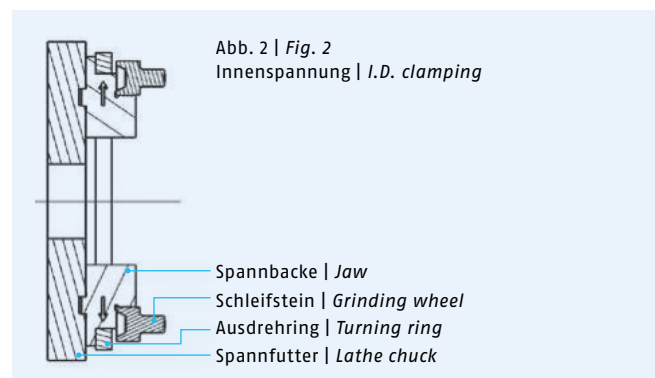 Abb. 2 | Fig. 2
Innenspannung | I.D. clamping
Spannbacke | Jaw
Schleifstein | Grinding wheel
Ausdrehring | Turning ring
Spannfutter | Lathe chuck